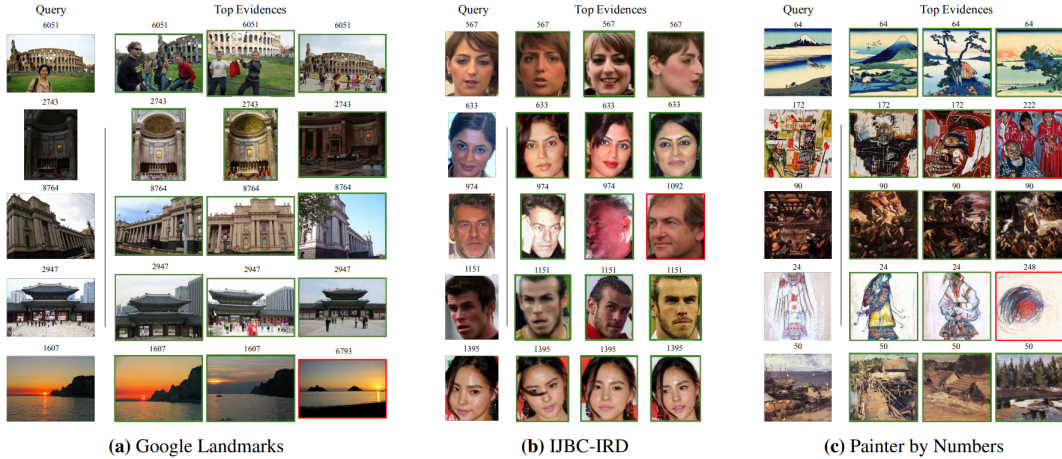 Query Top Evidences
6051 6051 6051 6051
2743 2743 2743 2743
8764 8764 8764 8764
2947 2947 2947 2947
1607 1607 1607 6793
(a) Google Landmarks
Query Top Evidences
567 567 567 567
633 633 633 633
974 974 974 1092
1151 1151 1151 1151
1395 1395 1395 1395
(b) IJBC-IRD
Query Top Evidences
64 64 64 64
172 172 172 222
90 90 90 90
24 24 24 248
50 50 50 50
(c) Painter by Numbers